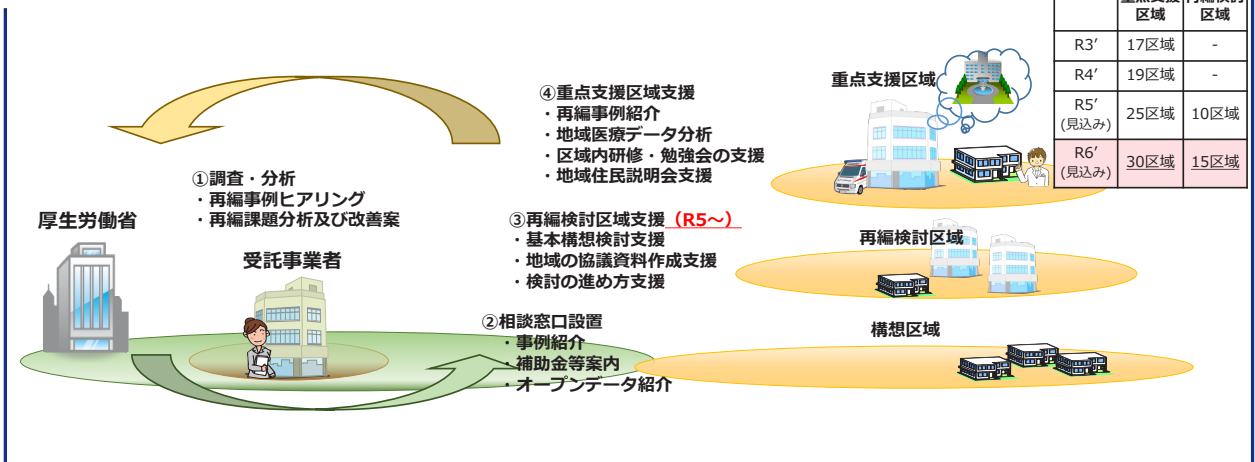 重点支援 再編検討
区域 区域
R3′ 17区域 -
R4′ 19区域 -
R5′
(見込み) 25区域 10区域
R6′
(見込み) 30区域 15区域
重点支援区域
④重点支援区域支援
・再編事例紹介
・地域医療データ分析
・区域内研修・勉強会の支援
・地域住民説明会支援
①調査・分析
・再編事例ヒアリング
・再編課題分析及び改善案
厚生労働省
受託事業者
③再編検討区域支援(R5～)
・基本構想検討支援
・地域の協議資料作成支援
・検討の進め方支援
再編検討区域
②相談窓口設置
・事例紹介
・補助金等案内
・オープンデータ紹介
構想区域